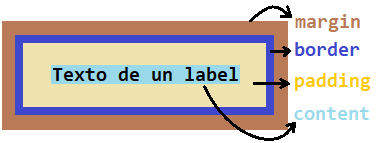 margin
border
Texto de un label
padding
content